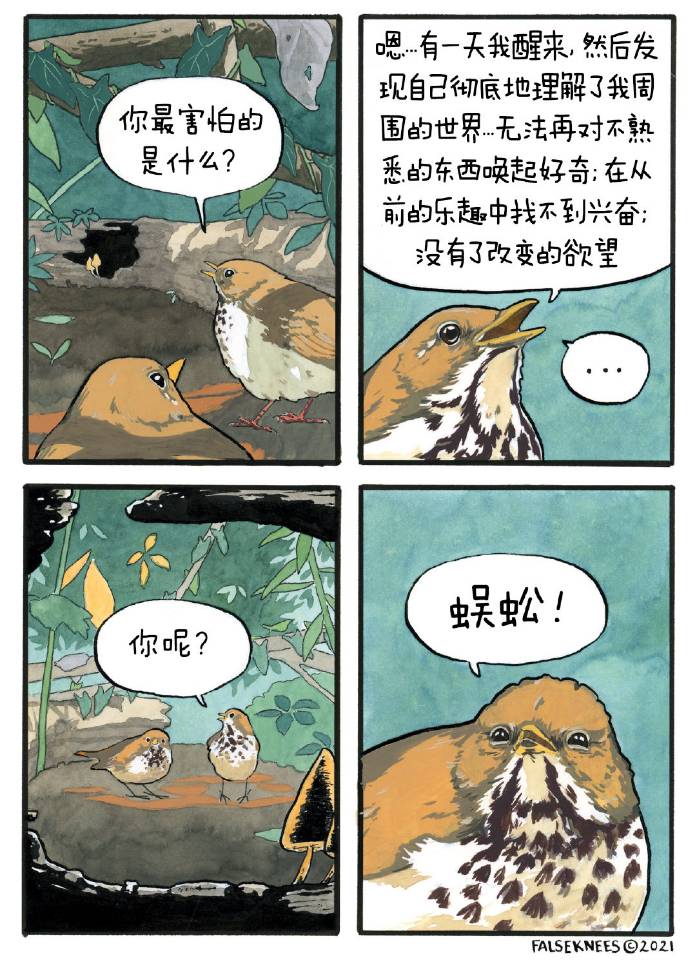 你最害怕的
是什么?
嗯...有一天我醒来,然后发
现自己彻底地理解了我周
围的世界...无法再对不熟
悉的东西唤起好奇;在从
前的乐趣中找不到兴奋;
没有了改变的欲望
...
你呢?
蜈蚣!
FALSEKNEES©2021